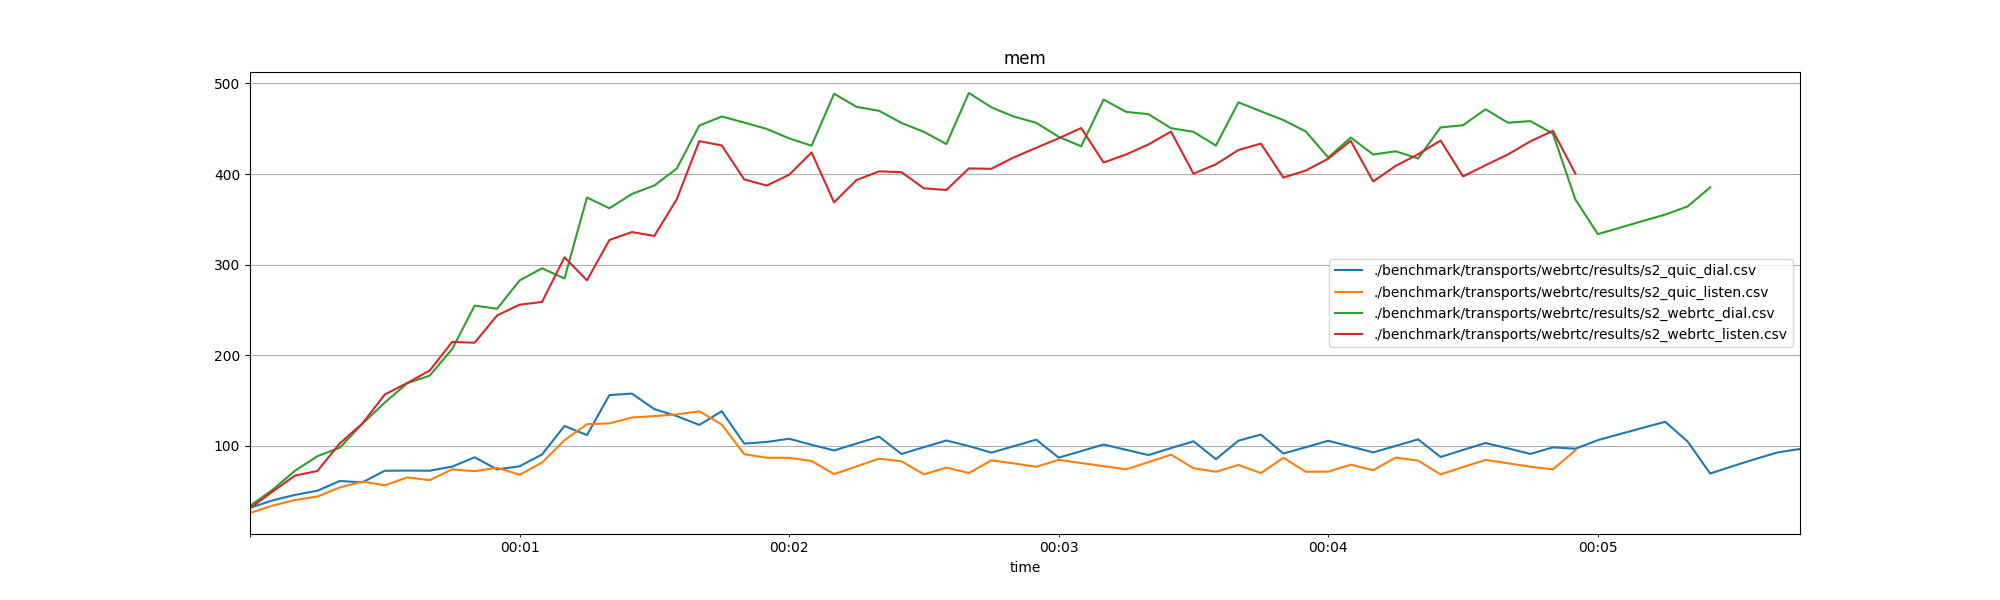 mem
500
400
300
200
100
./benchmark/transports/webrtc/results/s2_quic_dial.csv
./benchmark/transports/webrtc/results/s2_quic_listen.csv
./benchmark/transports/webrtc/results/s2_webrtc_dial.csv
./benchmark/transports/webrtc/results/s2_webrtc_listen.csv
00:01 00:02 00:03 00:04 00:05
time